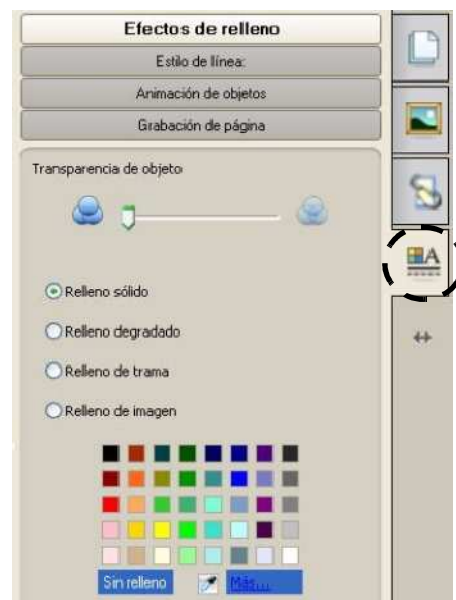 Efectos de relleno
Estilo de línea:
Animación de objetos
Grabación de página
Transparencia de objeto
Relleno sólido
Relleno degradado
Relleno de trama
Relleno de imagen
Sin relleno
Más...
A